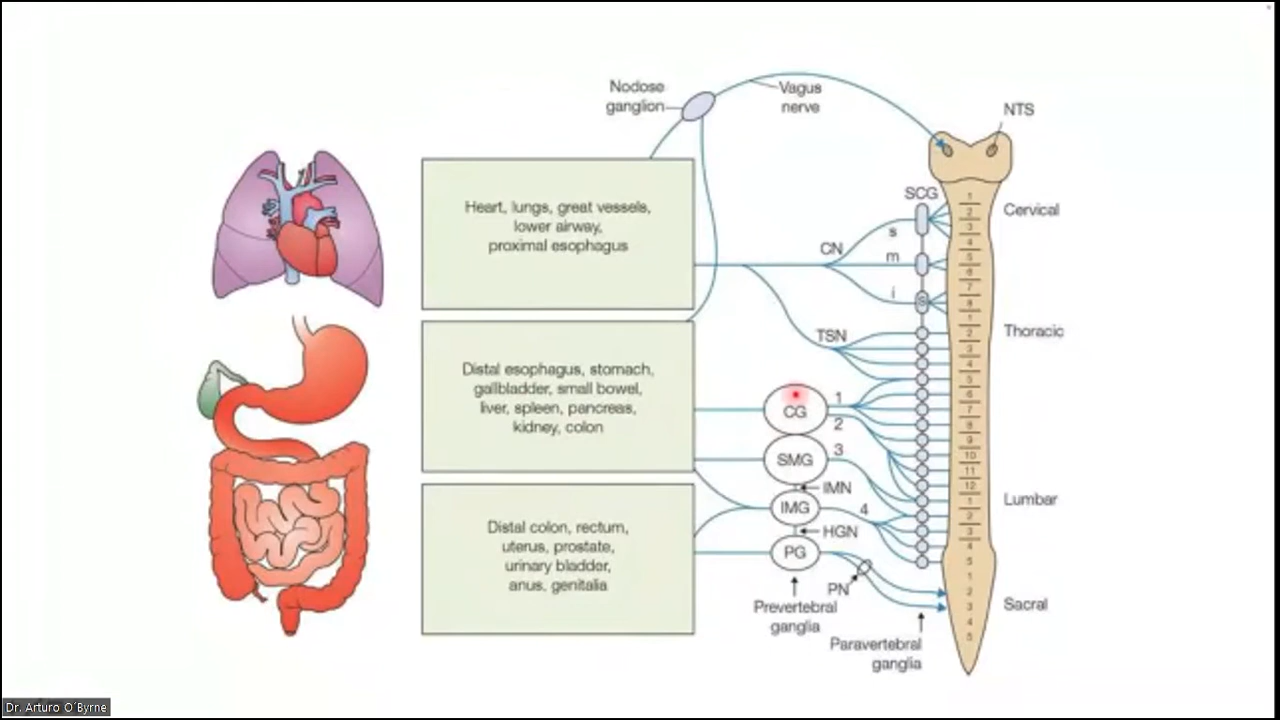 Nodose
ganglion
Vagus
nerve
NTS
Heart, lungs, great vessels,
lower airway,
proximal esophagus
SCG
CN
s
m
i
S
TSN
Cervical
1
2
3
4
5
6
7
8
Thoracic
1
2
3
4
5
6
7
8
9
10
11
12
Lumbar
1
2
3
4
5
Sacral
1
2
3
4
5
Distal esophagus, stomach,
gallbladder, small bowel,
liver, spleen, pancreas,
kidney, colon
CG
1
2
SMG
3
IMN
IMG
4
HGN
PG
PN
Distal colon, rectum,
uterus, prostate,
urinary bladder,
anus, genitalia
Prevertebral
ganglia
Paravertebral
ganglia
Dr. Arturo O´Byrne